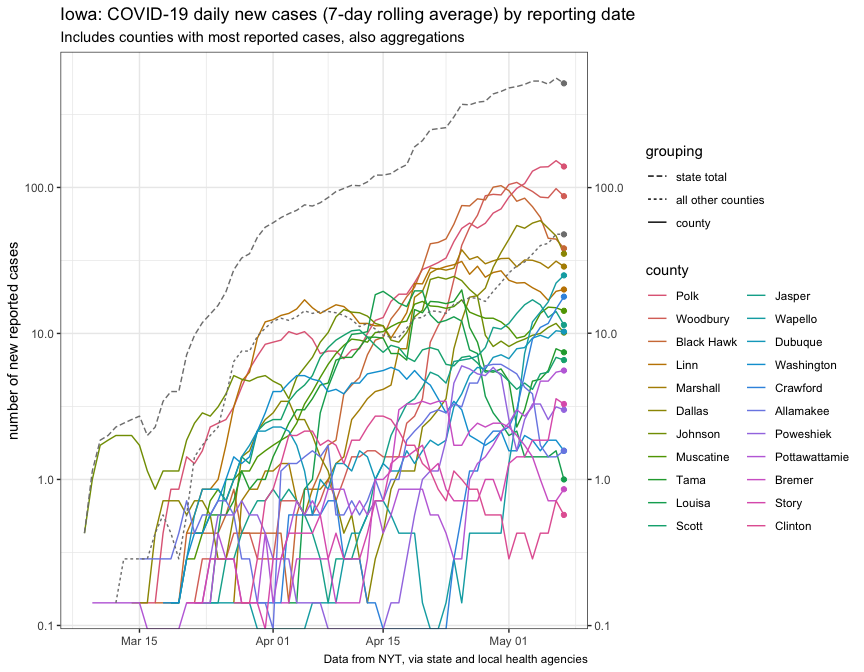 Iowa: COVID-19 daily new cases (7-day rolling average) by reporting date
Includes counties with most reported cases, also aggregations
number of new reported cases
100.0
10.0
1.0
0.1
100.0
10.0
1.0
0.1
Mar 15
Apr 01
Apr 15
May 01
Data from NYT, via state and local health agencies
grouping
state total
all other counties
county
county
Polk
Woodbury
Black Hawk
Linn
Marshall
Dallas
Johnson
Muscatine
Tama
Louisa
Scott
Jasper
Wapello
Dubuque
Washington
Crawford
Allamakee
Poweshiek
Pottawattamie
Bremer
Story
Clinton